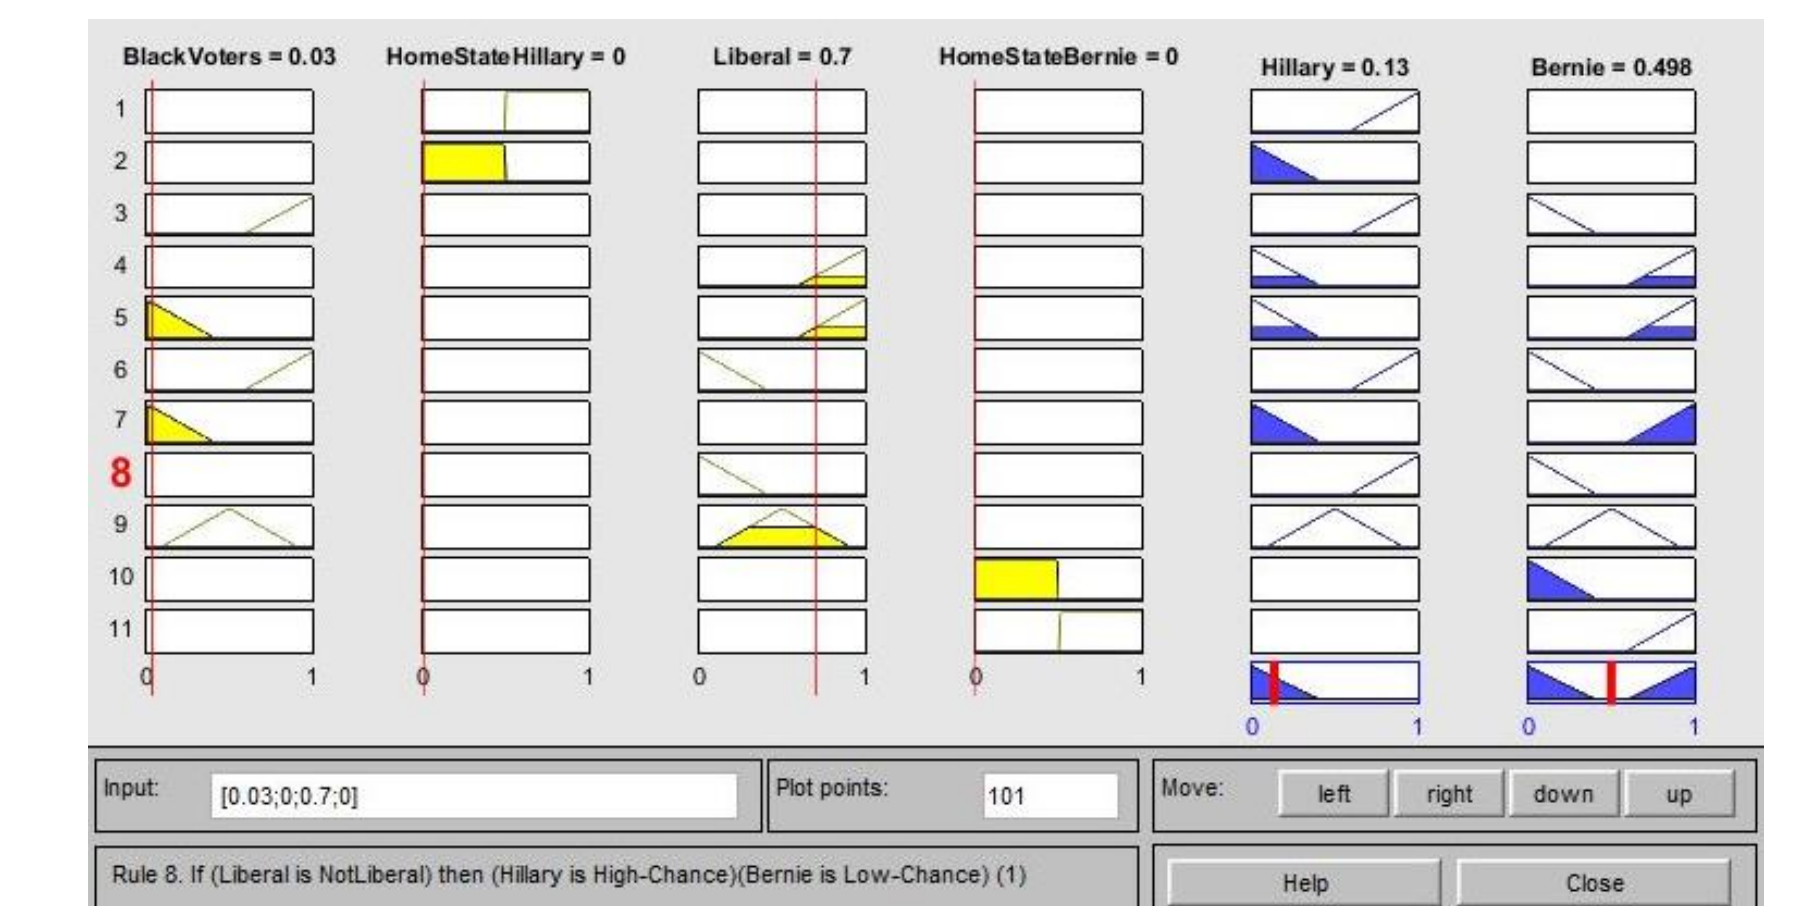 BlackVoters = 0.03 HomeStateHillary = 0 Liberal = 0.7 HomeStateBernie = 0 Hillary = 0.13 Bernie = 0.498
1
2
3
4
5
6
7
8
9
10
11
0 1 0 1 0 1 0 1
0 1 0 1
Input: [0.03;0;0.7;0] Plot points: 101 Move: left right down up
Rule 8. If (Liberal is NotLiberal) then (Hillary is High-Chance)(Bernie is Low-Chance) (1) Help Close